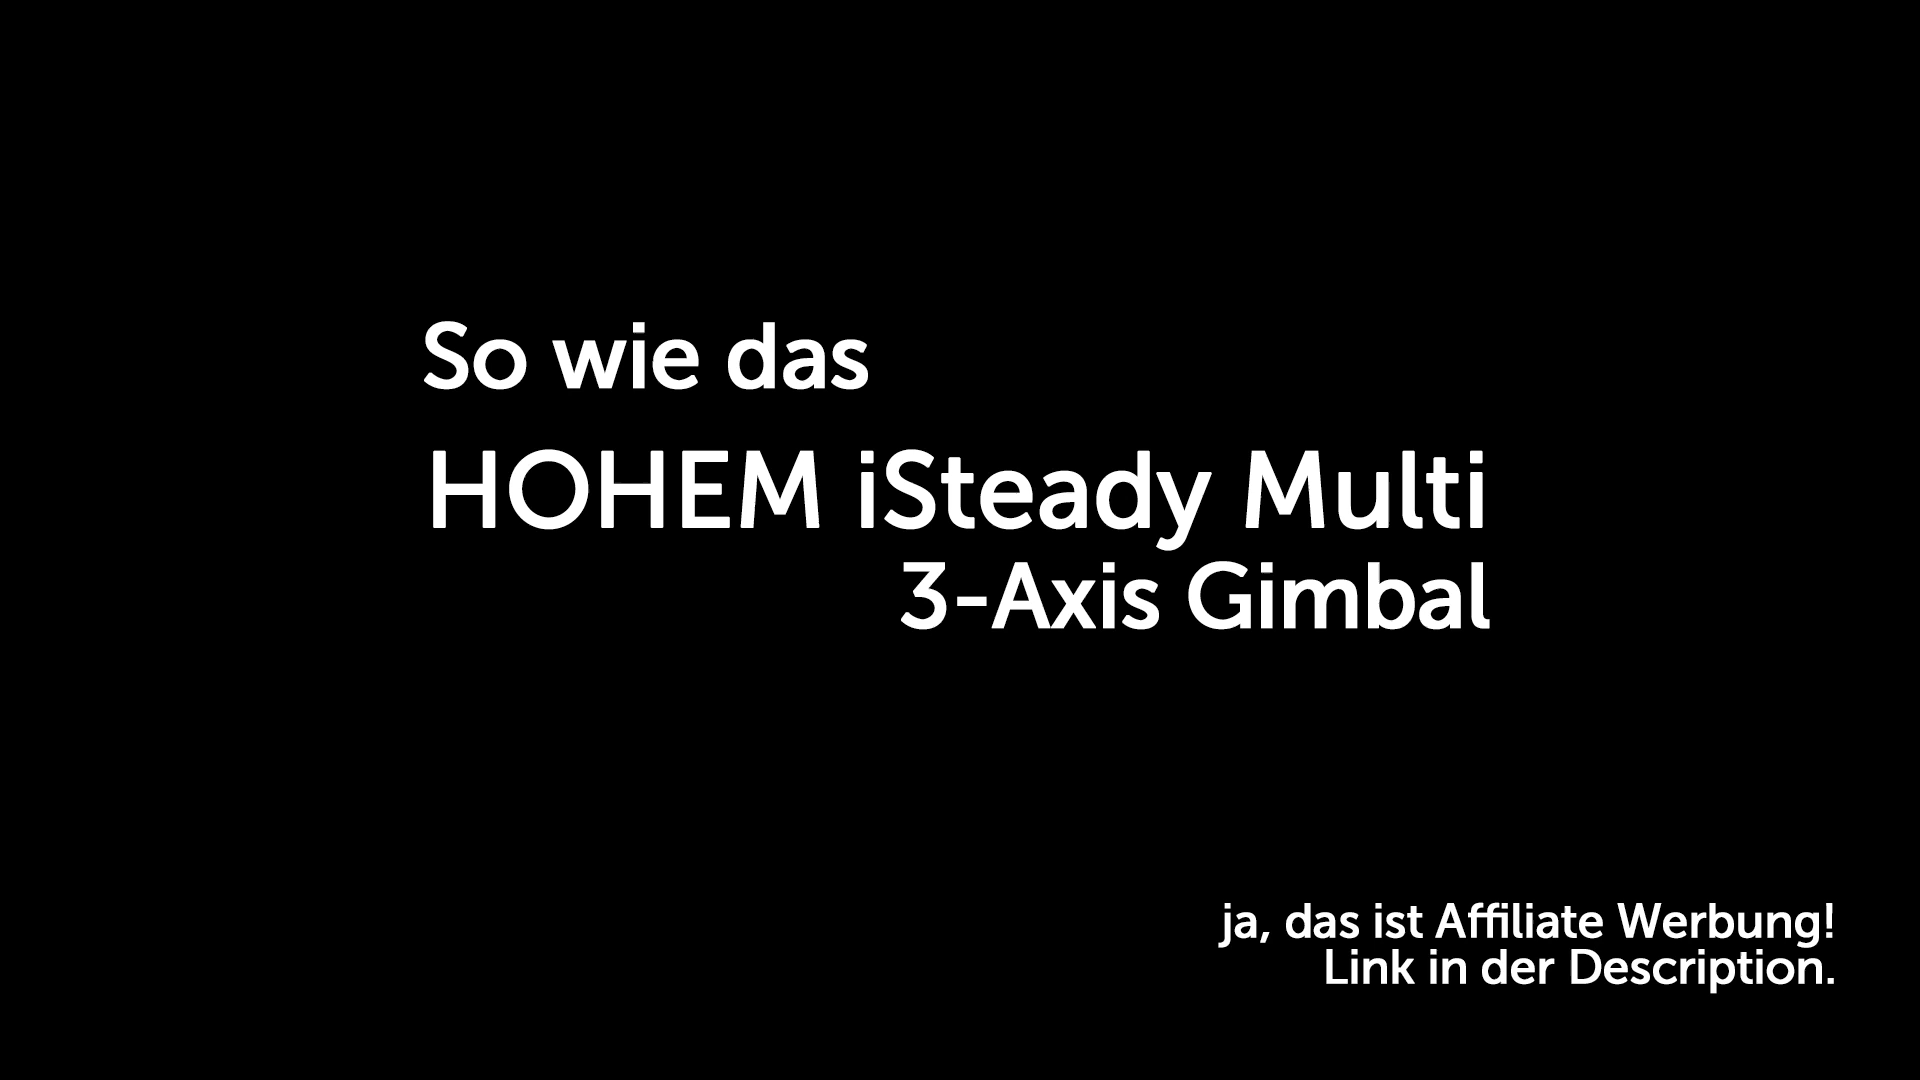 So wie das
HOHEM iSteady Multi
3-Axis Gimbal
ja, das ist Affiliate Werbung!
Link in der Description.